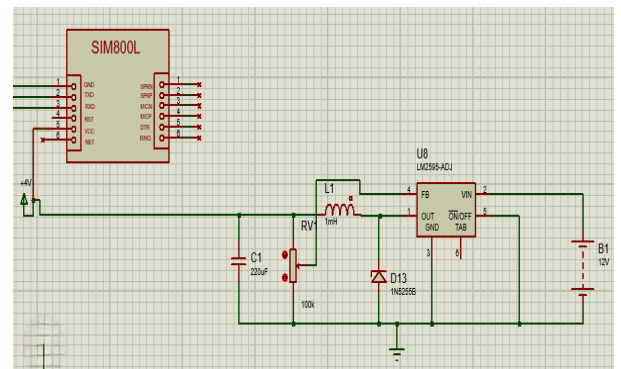 SIM800L
1 GND
2 TXD
3 RXD
4 RST
5 VCC
6 NET
SPKN 1
SPKP 2
MICN 3
MICP 4
DTR 5
RING 6
+4V
U8
LM2596-ADJ
4 FB VIN 2
1 OUT ON/OFF 5
GND TAB
3 6
L1
1mH
RV1
100k
C1
220uF
D13
1N5255B
B1
12V